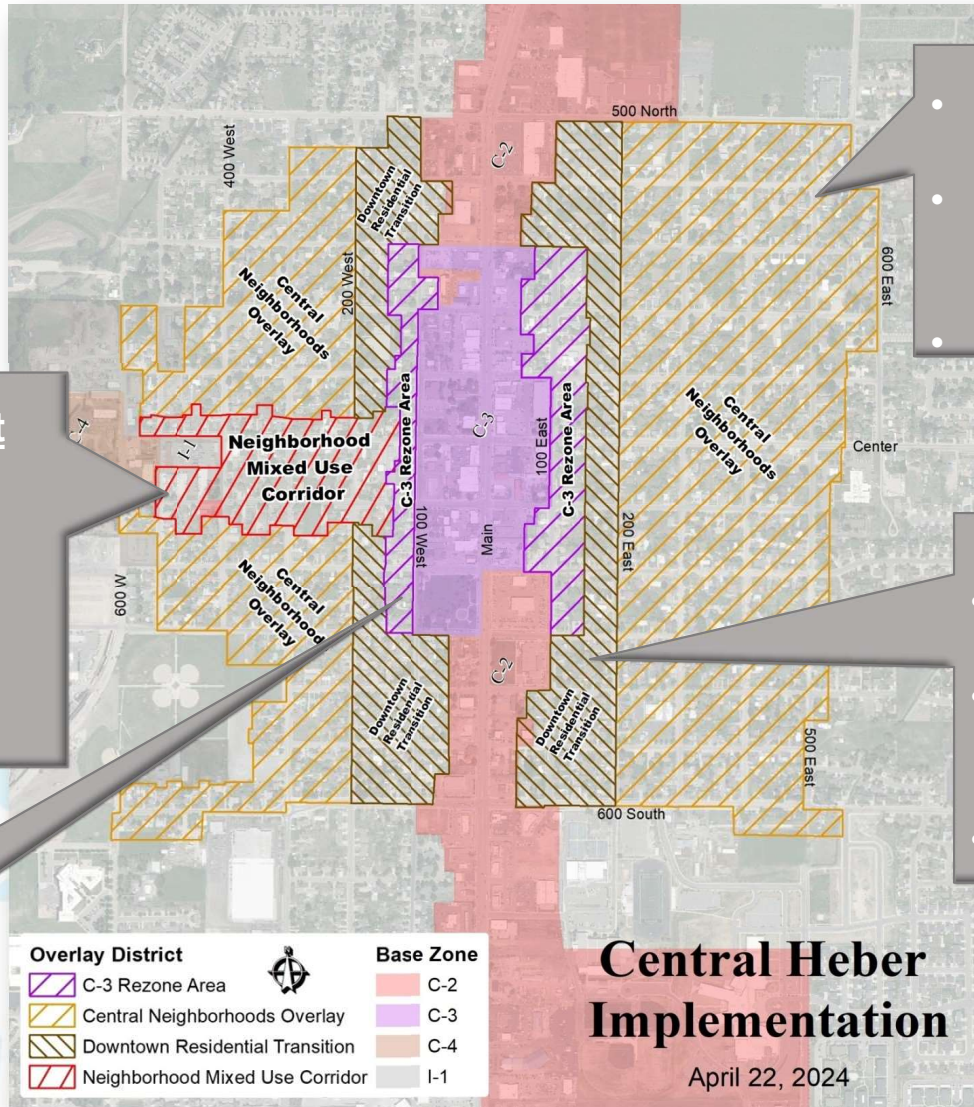 500 North
400 West
C-2
Downtown
Residential
Transition
600 East
200 West
Central
Neighborhoods
Overlay
C-3 Rezone Area
C-3
100 East
C-3 Rezone Area
Central
Neighborhoods
Overlay
Center
C-4
I-1
Neighborhood
Mixed Use
Corridor
100 West
Main
200 East
600 W
Central
Neighborhood
Overlay
C-2
Downtown
Residential
Transition
Downtown
Residential
Transition
500 East
600 South
Overlay District
C-3 Rezone Area
Central Neighborhoods Overlay
Downtown Residential Transition
Neighborhood Mixed Use Corridor
Base Zone
C-2
C-3
C-4
I-1
Central Heber
Implementation
April 22, 2024